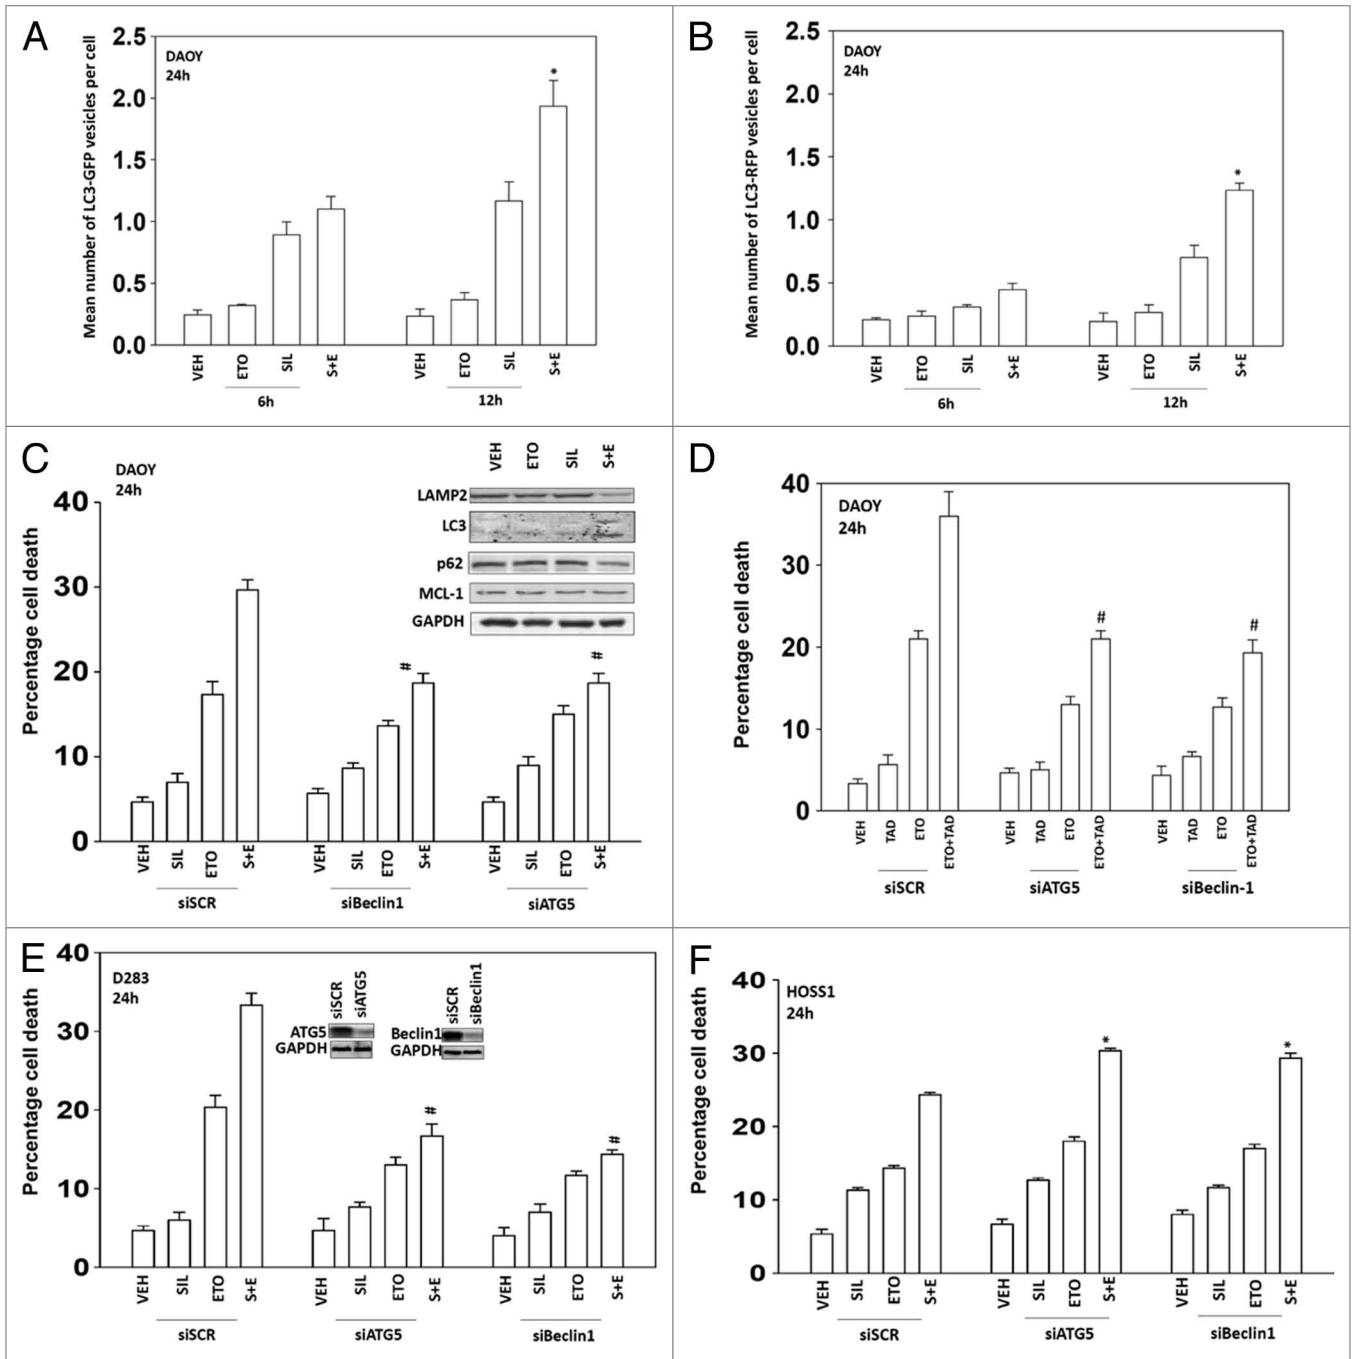 A
Mean number of LC3-GFP vesicles per cell
DAOY
24h
2.5
2.0
1.5
1.0
0.5
0.0
*
VEH
ETO
SIL
S+E
VEH
ETO
SIL
S+E
6h
12h
B
Mean number of LC3-RFP vesicles per cell
DAOY
24h
2.5
2.0
1.5
1.0
0.5
0.0
*
VEH
ETO
SIL
S+E
VEH
ETO
SIL
S+E
6h
12h
C
DAOY
24h
Percentage cell death
40
30
20
10
0
VEH
ETO
SIL
S+E
LAMP2
LC3
p62
MCL-1
GAPDH
#
#
VEH
SIL
ETO
S+E
VEH
SIL
ETO
S+E
VEH
SIL
ETO
S+E
siSCR
siBeclin1
siATG5
D
DAOY
24h
Percentage cell death
40
30
20
10
0
#
#
VEH
TAD
ETO
ETO+TAD
VEH
TAD
ETO
ETO+TAD
VEH
TAD
ETO
ETO+TAD
siSCR
siATG5
siBeclin-1
E
D283
24h
Percentage cell death
40
30
20
10
0
siSCR
siATG5
ATG5
GAPDH
siSCR
siBeclin1
Beclin1
GAPDH
#
#
VEH
SIL
ETO
S+E
VEH
SIL
ETO
S+E
VEH
SIL
ETO
S+E
siSCR
siATG5
siBeclin1
F
HOSS1
24h
Percentage cell death
40
30
20
10
0
*
*
VEH
SIL
ETO
S+E
VEH
SIL
ETO
S+E
VEH
SIL
ETO
S+E
siSCR
siATG5
siBeclin1